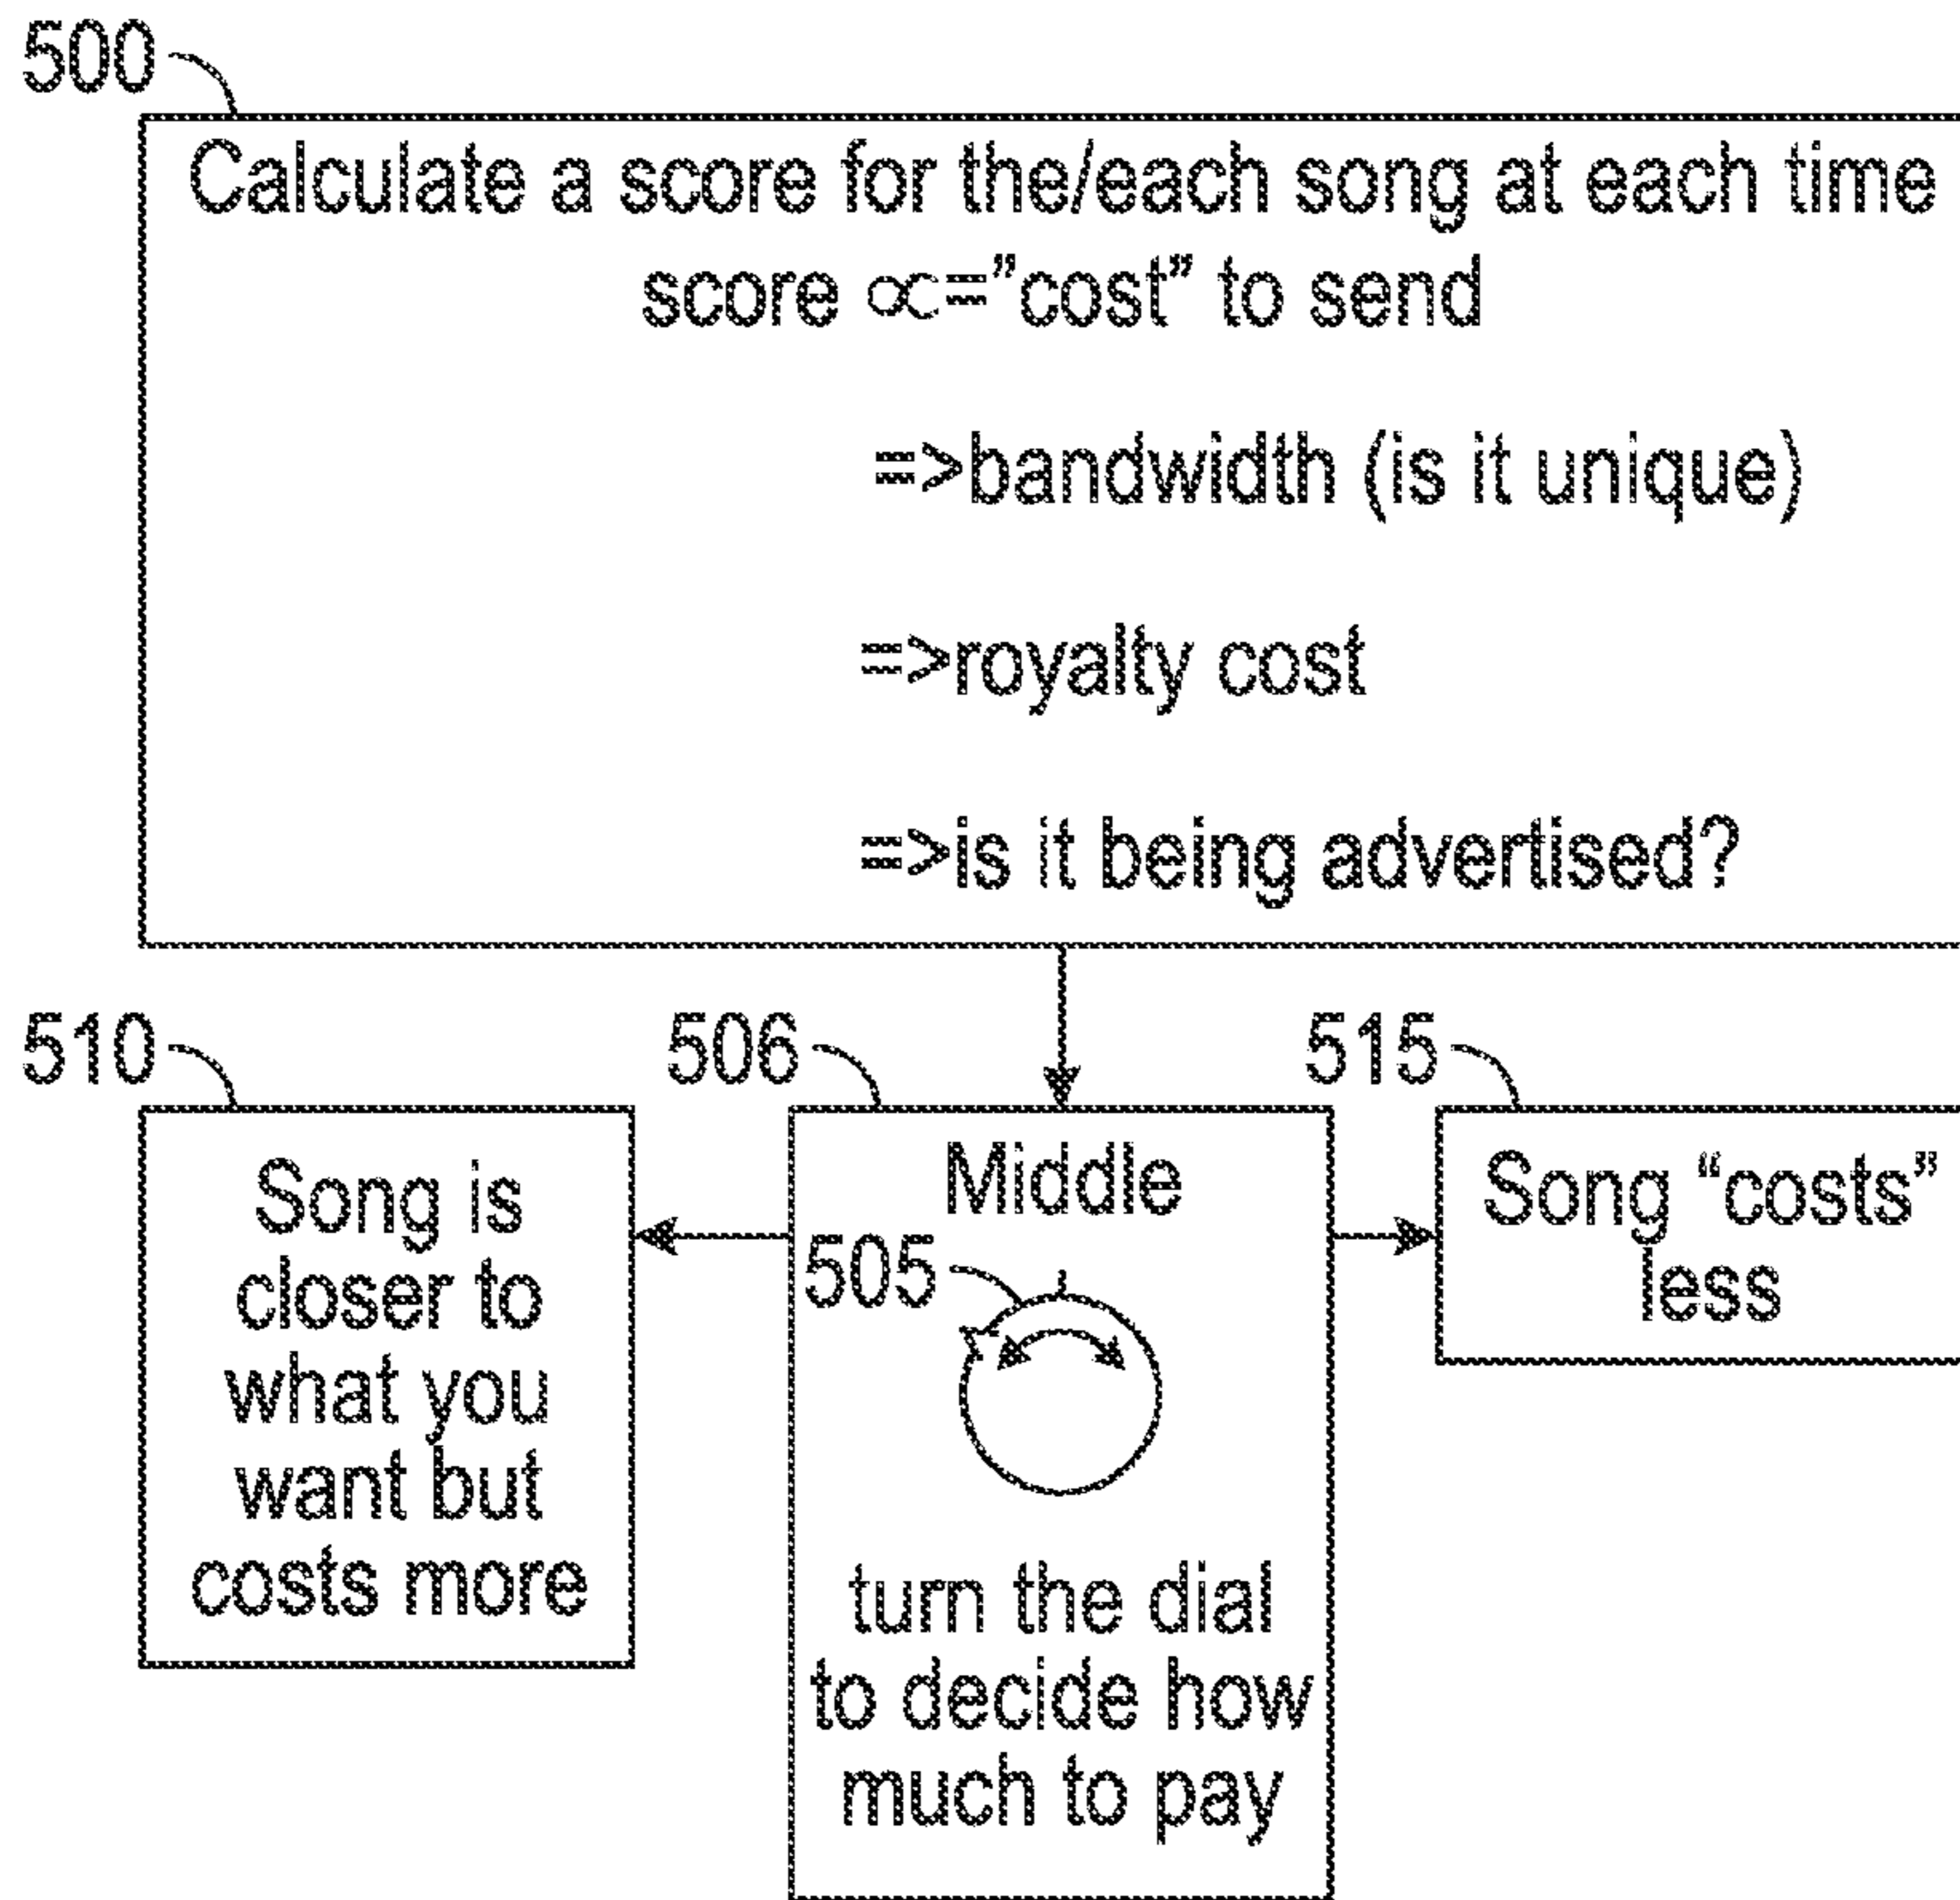 500
Calculate a score for the/each song at each time
score ∝=”cost” to send
=>bandwidth (is it unique)
=>royalty cost
=>is it being advertised?
510
Song is
closer to
what you
want but
costs more
506
Middle
505
turn the dial
to decide how
much to pay
515
Song “costs”
less